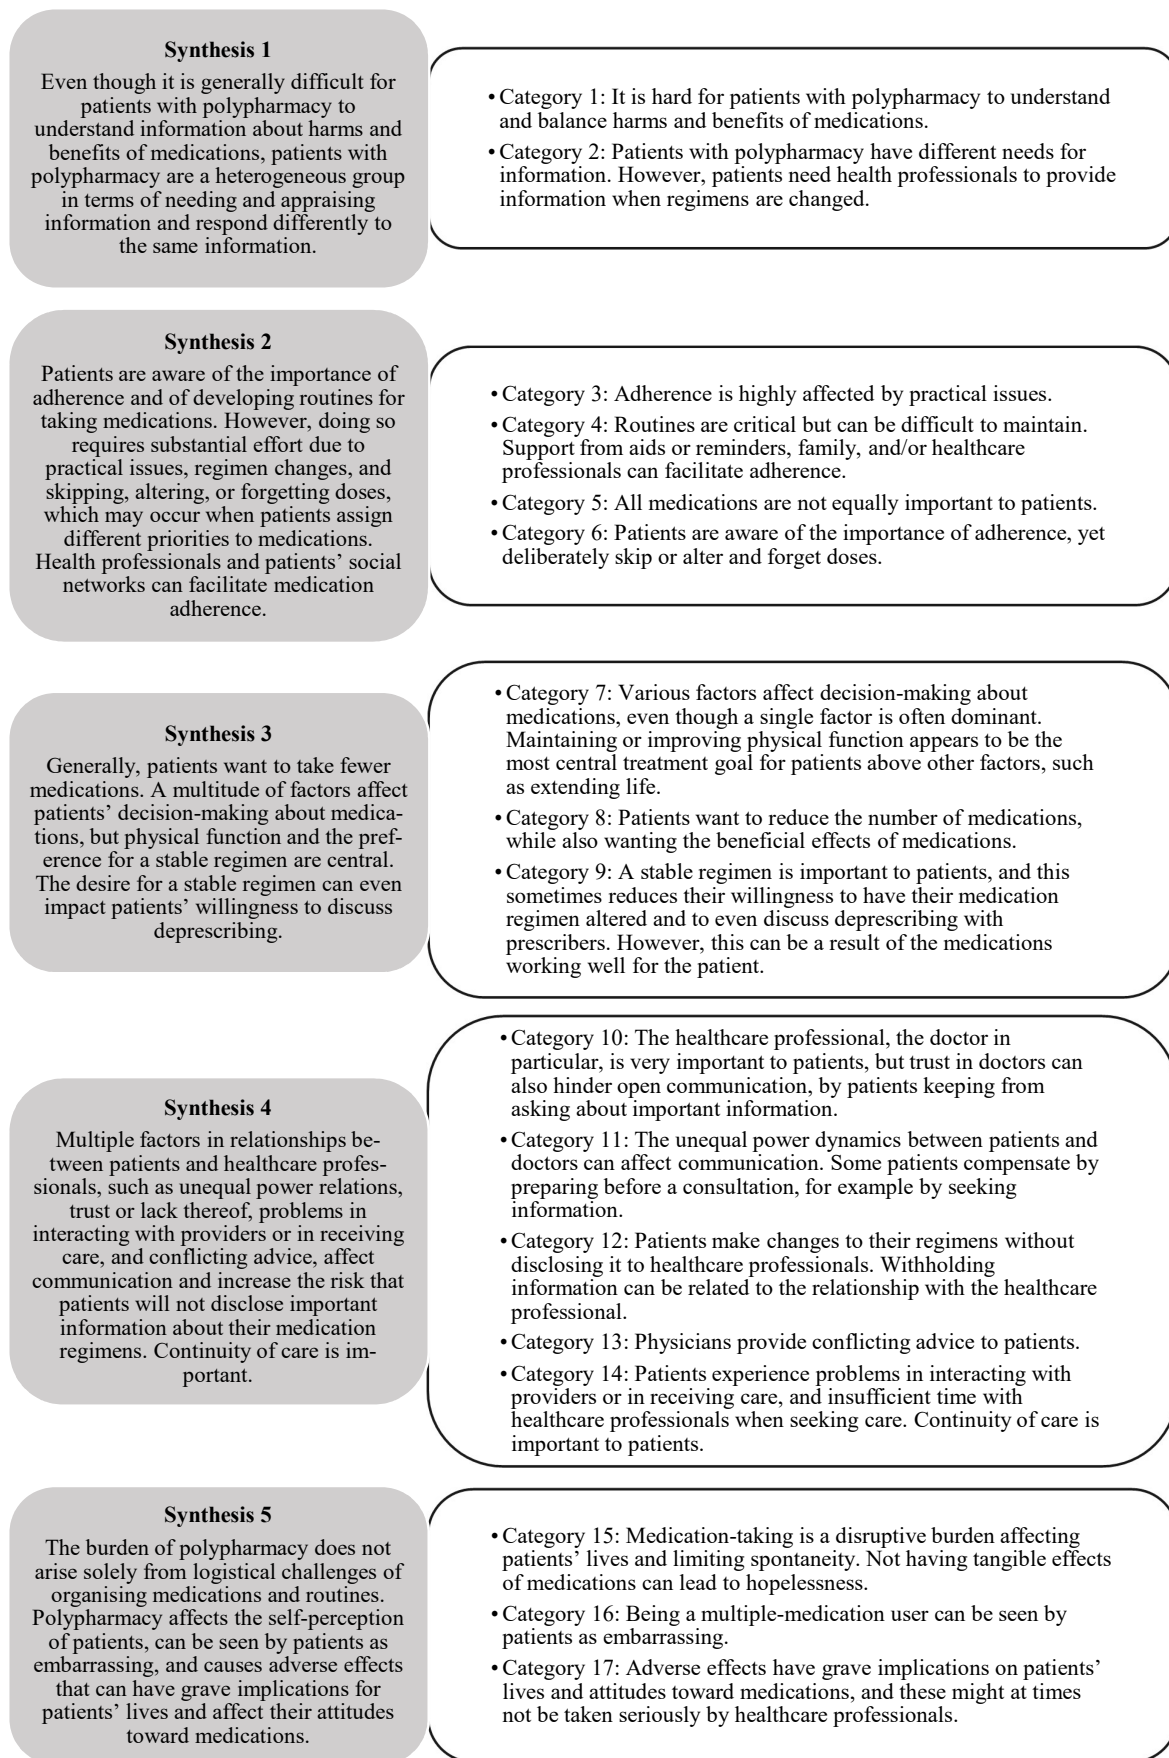 Synthesis 1
Even though it is generally difficult for
patients with polypharmacy to
understand information about harms and
benefits of medications, patients with
polypharmacy are a heterogeneous group
in terms of needing and appraising
information and respond differently to
the same information.
• Category 1: It is hard for patients with polypharmacy to understand
and balance harms and benefits of medications.
• Category 2: Patients with polypharmacy have different needs for
information. However, patients need health professionals to provide
information when regimens are changed.
Synthesis 2
Patients are aware of the importance of
adherence and of developing routines for
taking medications. However, doing so
requires substantial effort due to
practical issues, regimen changes, and
skipping, altering, or forgetting doses,
which may occur when patients assign
different priorities to medications.
Health professionals and patients’ social
networks can facilitate medication
adherence.
• Category 3: Adherence is highly affected by practical issues.
• Category 4: Routines are critical but can be difficult to maintain.
Support from aids or reminders, family, and/or healthcare
professionals can facilitate adherence.
• Category 5: All medications are not equally important to patients.
• Category 6: Patients are aware of the importance of adherence, yet
deliberately skip or alter and forget doses.
Synthesis 3
Generally, patients want to take fewer
medications. A multitude of factors affect
patients’ decision-making about medica-
tions, but physical function and the pref-
erence for a stable regimen are central.
The desire for a stable regimen can even
impact patients’ willingness to discuss
deprescribing.
• Category 7: Various factors affect decision-making about
medications, even though a single factor is often dominant.
Maintaining or improving physical function appears to be the
most central treatment goal for patients above other factors, such
as extending life.
• Category 8: Patients want to reduce the number of medications,
while also wanting the beneficial effects of medications.
• Category 9: A stable regimen is important to patients, and this
sometimes reduces their willingness to have their medication
regimen altered and to even discuss deprescribing with
prescribers. However, this can be a result of the medications
working well for the patient.
Synthesis 4
Multiple factors in relationships be-
tween patients and healthcare profes-
sionals, such as unequal power relations,
trust or lack thereof, problems in
interacting with providers or in receiving
care, and conflicting advice, affect
communication and increase the risk that
patients will not disclose important
information about their medication
regimens. Continuity of care is im-
portant.
• Category 10: The healthcare professional, the doctor in
particular, is very important to patients, but trust in doctors can
also hinder open communication, by patients keeping from
asking about important information.
• Category 11: The unequal power dynamics between patients and
doctors can affect communication. Some patients compensate by
preparing before a consultation, for example by seeking
information.
• Category 12: Patients make changes to their regimens without
disclosing it to healthcare professionals. Withholding
information can be related to the relationship with the healthcare
professional.
• Category 13: Physicians provide conflicting advice to patients.
• Category 14: Patients experience problems in interacting with
providers or in receiving care, and insufficient time with
healthcare professionals when seeking care. Continuity of care is
important to patients.
Synthesis 5
The burden of polypharmacy does not
arise solely from logistical challenges of
organising medications and routines.
Polypharmacy affects the self-perception
of patients, can be seen by patients as
embarrassing, and causes adverse effects
that can have grave implications for
patients’ lives and affect their attitudes
toward medications.
• Category 15: Medication-taking is a disruptive burden affecting
patients’ lives and limiting spontaneity. Not having tangible effects
of medications can lead to hopelessness.
• Category 16: Being a multiple-medication user can be seen by
patients as embarrassing.
• Category 17: Adverse effects have grave implications on patients’
lives and attitudes toward medications, and these might at times
not be taken seriously by healthcare professionals.